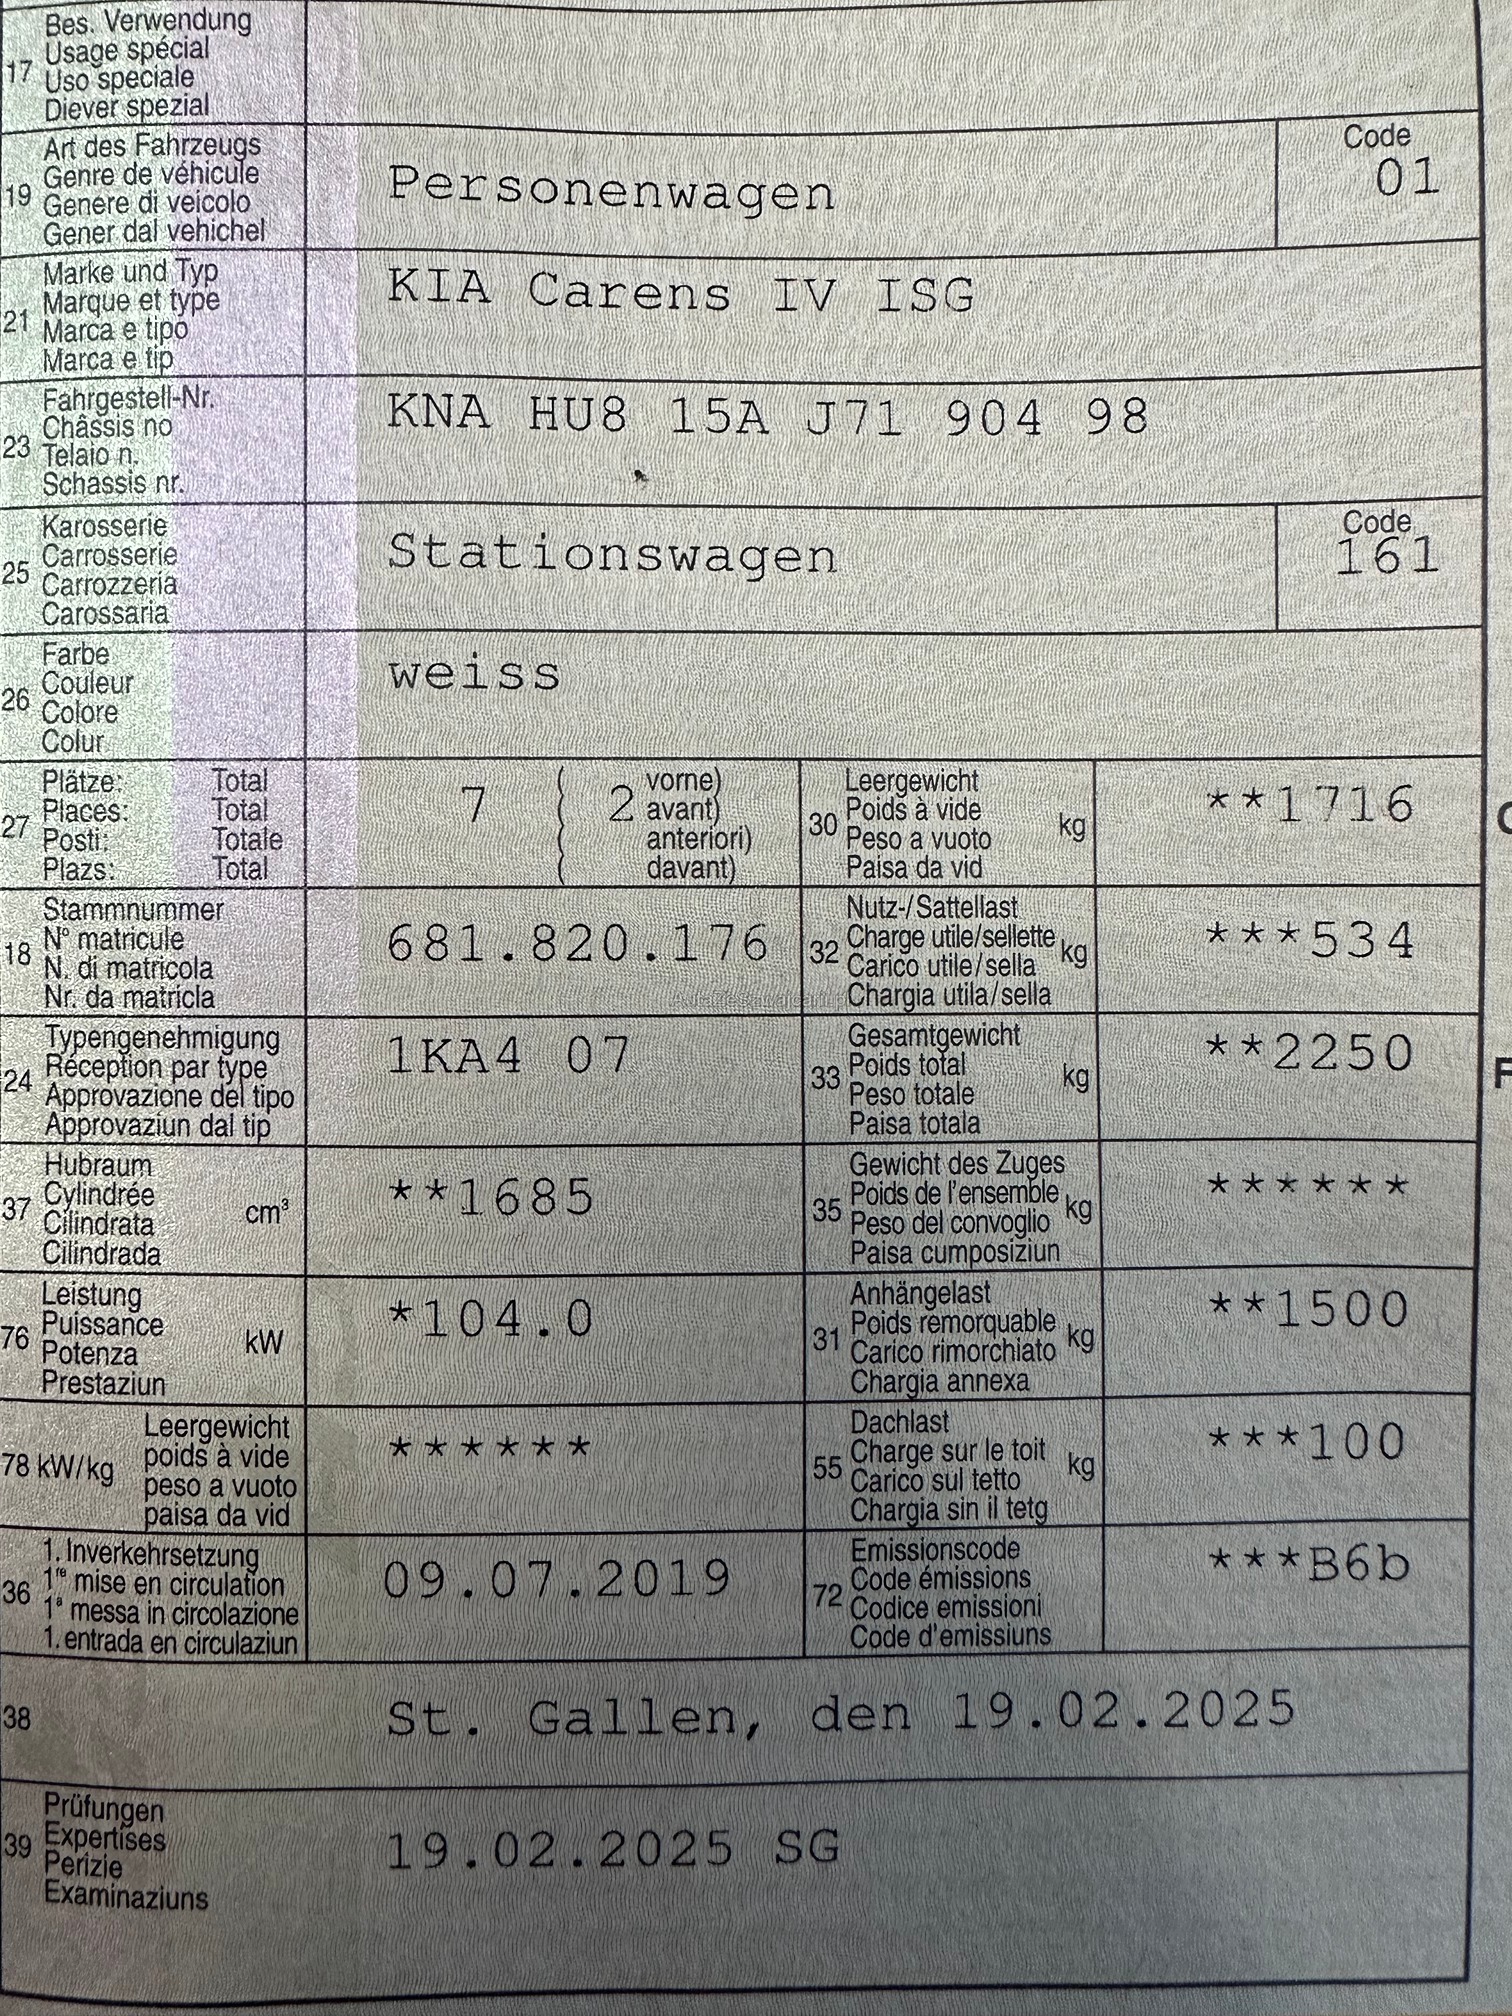 17 Bes. Verwendung
Usage spécial
Uso speciale
Diever spezial
19 Art des Fahrzeugs
Genre de véhicule
Genere di veicolo
Gener dal vehichel
Personenwagen
Code
01
21 Marke und Typ
Marque et type
Marca e tipo
Marca e tip
KIA Carens IV ISG
23 Fahrgestell-Nr.
Châssis no
Telaio n.
Schassis nr.
KNA HU8 15A J71 904 98
25 Karosserie
Carrosserie
Carrozzeria
Carossaria
Stationswagen
Code
161
26 Farbe
Couleur
Colore
Colur
weiss
27 Plätze: Total
Places: Total
Posti: Totale
Plazs: Total
7 ( 2 vorne)
avant)
anteriori)
davant)
30 Leergewicht
Poids à vide
Peso a vuoto
Paisa da vid
kg
**1716
18 Stammnummer
N° matricule
N. di matricola
Nr. da matricla
681.820.176
32 Nutz-/Sattellast
Charge utile/sellette
Carico utile/sella
Chargia utila/sella
kg
***534
24 Typengenehmigung
Réception par type
Approvazione del tipo
Approvaziun dal tip
1KA4 07
33 Gesamtgewicht
Poids total
Peso totale
Paisa totala
kg
**2250
37 Hubraum
Cylindrée
Cilindrata
Cilindrada
cm³
**1685
35 Gewicht des Zuges
Poids de l'ensemble
Peso del convoglio
Paisa cumposiziun
kg
******
76 Leistung
Puissance
Potenza
Prestaziun
kW
*104.0
31 Anhängelast
Poids remorquable
Carico rimorchiato
Chargia annexa
kg
**1500
78 kW/kg Leergewicht
poids à vide
peso a vuoto
paisa da vid
******
55 Dachlast
Charge sur le toit
Carico sul tetto
Chargia sin il tetg
kg
***100
36 1. Inverkehrsetzung
1re mise en circulation
1a messa in circolazione
1. entrada en circulaziun
09.07.2019
72 Emissionscode
Code émissions
Codice emissioni
Code d'emissiuns
***B6b
38 St. Gallen, den 19.02.2025
39 Prüfungen
Expertises
Perizie
Examinaziuns
19.02.2025 SG